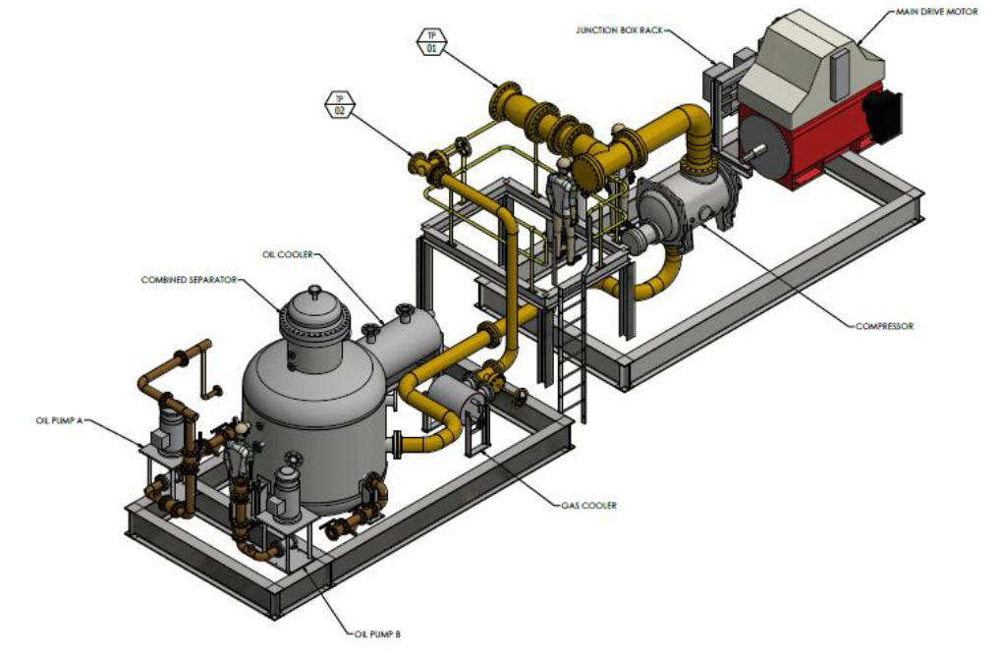 MAIN DRIVE MOTOR
JUNCTION BOX RACK
TP
01
TP
02
OIL COOLER
COMBINED SEPARATOR
COMPRESSOR
OIL PUMP A
GAS COOLER
OIL PUMP B